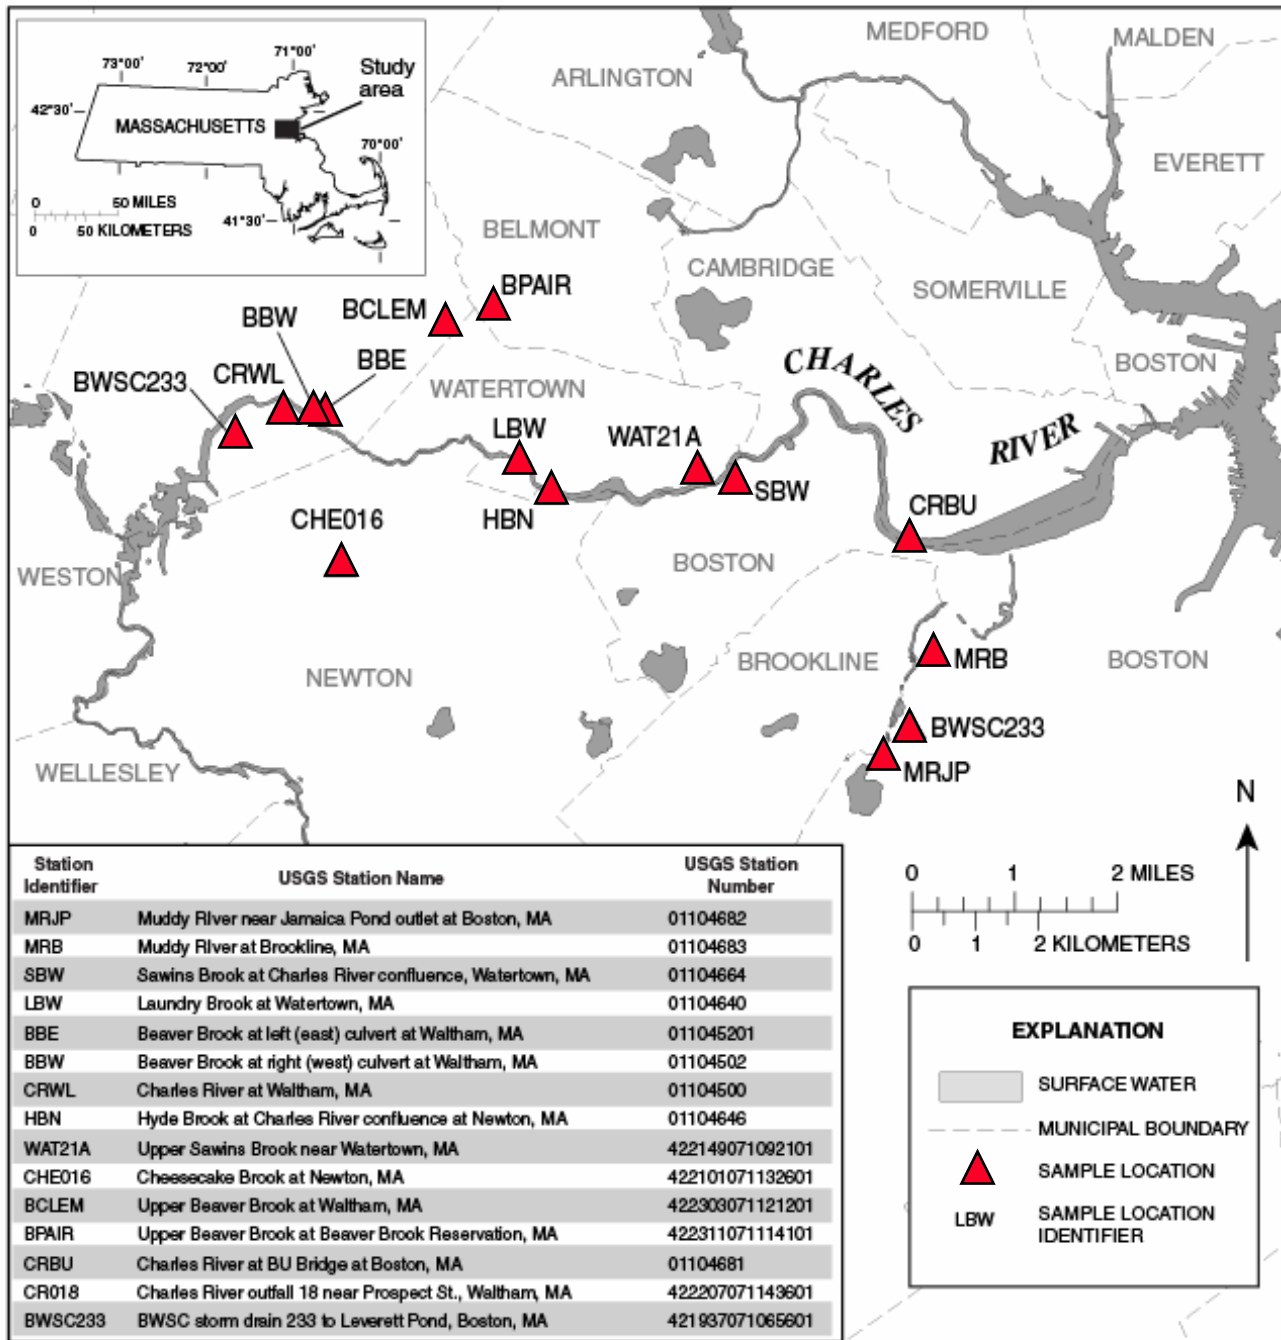 MEDFORD
MALDEN
ARLINGTON
EVERETT
73°00'
72°00'
71°00'
Study
area
42°30'
MASSACHUSETTS
70°00'
0 50 MILES
0 50 KILOMETERS
41°30'
BELMONT
CAMBRIDGE
SOMERVILLE
BPAIR
BCLEM
BBW
BBE
BOSTON
CHARLES
RIVER
BWSC233
CRWL
WATERTOWN
LBW
WAT21A
SBW
HBN
CRBU
CHE016
WESTON
BOSTON
NEWTON
BROOKLINE
MRB
BOSTON
BWSC233
MRJP
WELLESLEY
N
0 1 2 MILES
0 1 2 KILOMETERS
Station
Identifier
USGS Station Name
USGS Station
Number
MRJP Muddy RIver near Jamaica Pond outlet at Boston, MA 01104682
MRB Muddy RIver at Brookline, MA 01104683
SBW Sawins Brook at Charles River confluence, Watertown, MA 01104664
LBW Laundry Brook at Watertown, MA 01104640
BBE Beaver Brook at left (east) culvert at Waltham, MA 011045201
BBW Beaver Brook at right (west) culvert at Waltham, MA 01104502
CRWL Charles River at Waltham, MA 01104500
HBN Hyde Brook at Charles River confluence at Newton, MA 01104646
WAT21A Upper Sawins Brook near Watertown, MA 422149071092101
CHE016 Cheesecake Brook at Newton, MA 422101071132601
BCLEM Upper Beaver Brook at Waltham, MA 422303071121201
BPAIR Upper Beaver Brook at Beaver Brook Reservation, MA 422311071114101
CRBU Charles River at BU Bridge at Boston, MA 01104681
CR018 Charles River outfall 18 near Prospect St., Waltham, MA 422207071143601
BWSC233 BWSC storm drain 233 to Leverett Pond, Boston, MA 421937071065601
EXPLANATION
SURFACE WATER
MUNICIPAL BOUNDARY
SAMPLE LOCATION
LBW SAMPLE LOCATION
IDENTIFIER